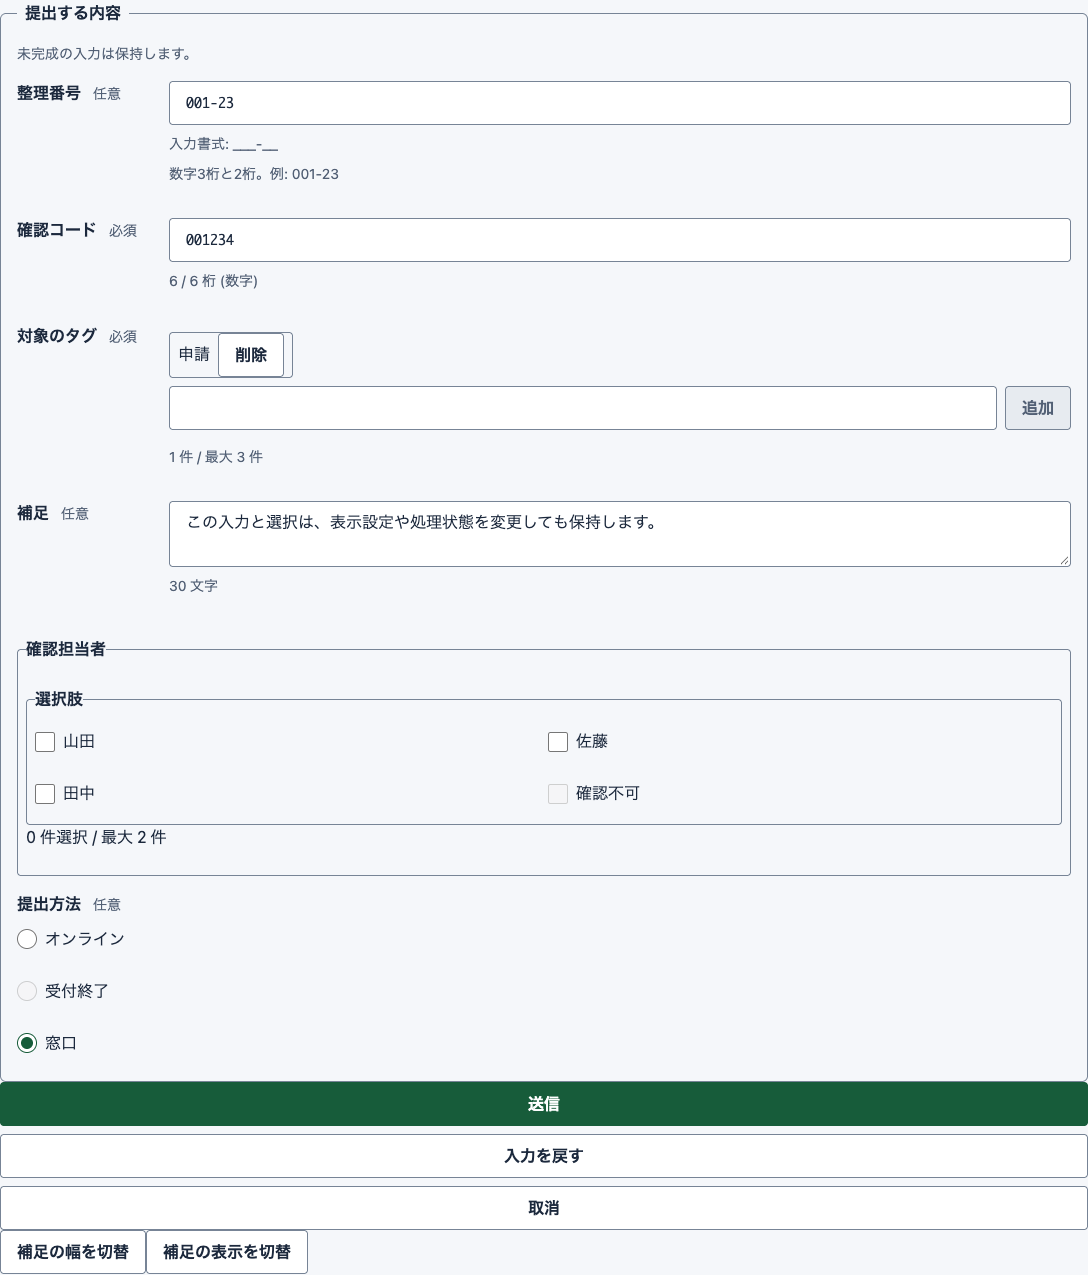 提出する内容
未完成の入力は保持します。
整理番号 任意
001-23
入力書式: ___-__
数字3桁と2桁。例: 001-23
確認コード 必須
001234
6 / 6 桁 (数字)
対象のタグ 必須
申請 削除
追加
1 件 / 最大 3 件
補足 任意
この入力と選択は、表示設定や処理状態を変更しても保持します。
30 文字
確認担当者
選択肢
山田 佐藤
田中 確認不可
0 件選択 / 最大 2 件
提出方法 任意
オンライン
受付終了
窓口
送信
入力を戻す
取消
補足の幅を切替 補足の表示を切替